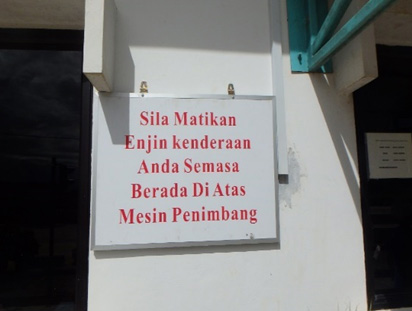 Sila Matikan
Enjin kenderaan
Anda Semasa
Berada Di Atas
Mesin Penimbang